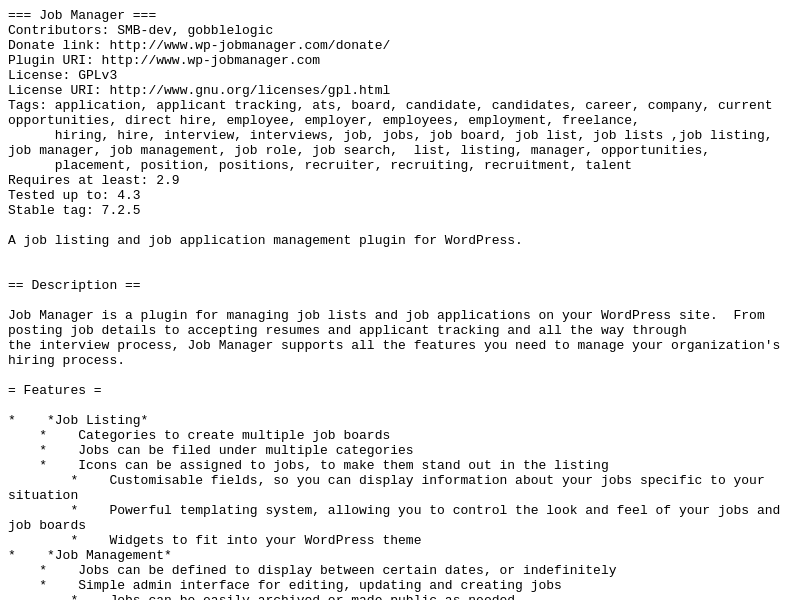 === Job Manager ===
Contributors: SMB-dev, gobblelogic
Donate link: http://www.wp-jobmanager.com/donate/
Plugin URI: http://www.wp-jobmanager.com
License: GPLv3
License URI: http://www.gnu.org/licenses/gpl.html
Tags: application, applicant tracking, ats, board, candidate, candidates, career, company, current
opportunities, direct hire, employee, employer, employees, employment, freelance,
      hiring, hire, interview, interviews, job, jobs, job board, job list, job lists ,job listing,
job manager, job management, job role, job search,  list, listing, manager, opportunities,
      placement, position, positions, recruiter, recruiting, recruitment, talent
Requires at least: 2.9
Tested up to: 4.3
Stable tag: 7.2.5

A job listing and job application management plugin for WordPress.

== Description ==

Job Manager is a plugin for managing job lists and job applications on your WordPress site.  From
posting job details to accepting resumes and applicant tracking and all the way through
the interview process, Job Manager supports all the features you need to manage your organization's
hiring process.

= Features =

*    *Job Listing*
    *    Categories to create multiple job boards
    *    Jobs can be filed under multiple categories
    *    Icons can be assigned to jobs, to make them stand out in the listing
        *    Customisable fields, so you can display information about your jobs specific to your
situation
        *    Powerful templating system, allowing you to control the look and feel of your jobs and
job boards
        *    Widgets to fit into your WordPress theme
*    *Job Management*
    *    Jobs can be defined to display between certain dates, or indefinitely
    *    Simple admin interface for editing, updating and creating jobs
        *    Jobs can be easily archived or made public as needed